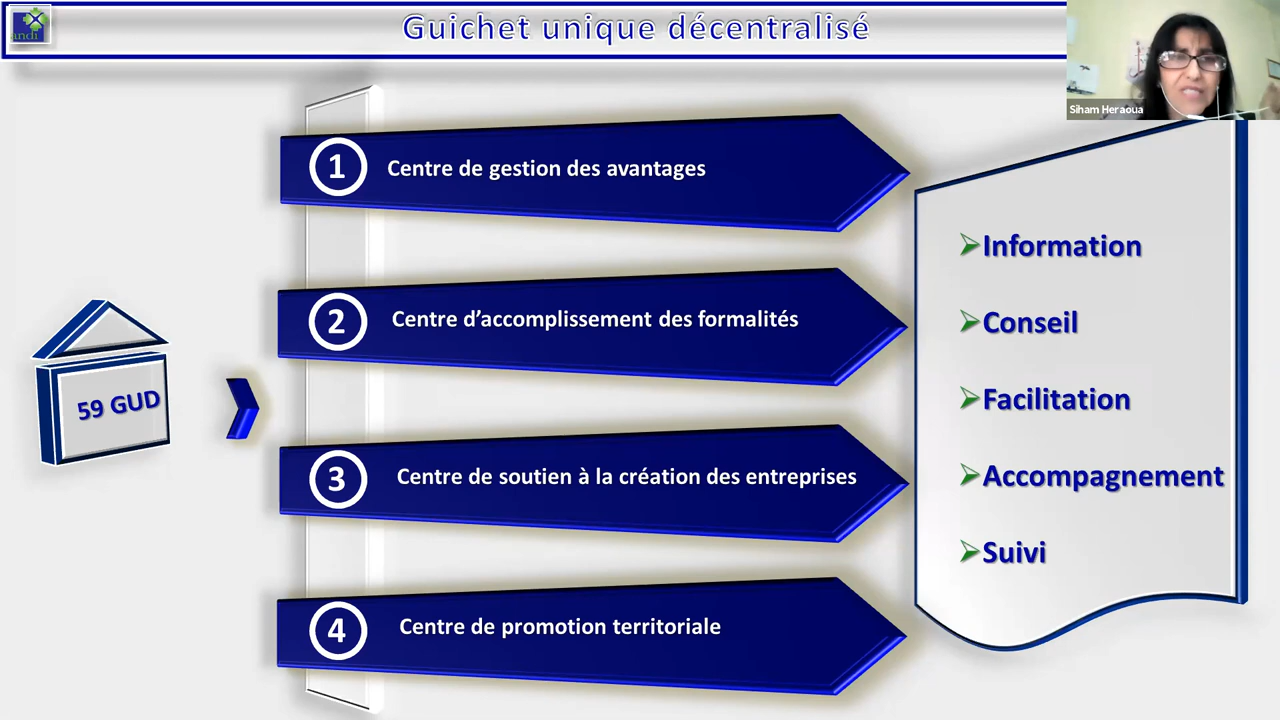 Guichet unique décentralisé
andi
Siham Heraoua
1 Centre de gestion des avantages
2 Centre d’accomplissement des formalités
3 Centre de soutien à la création des entreprises
4 Centre de promotion territoriale
59 GUD
Information
Conseil
Facilitation
Accompagnement
Suivi